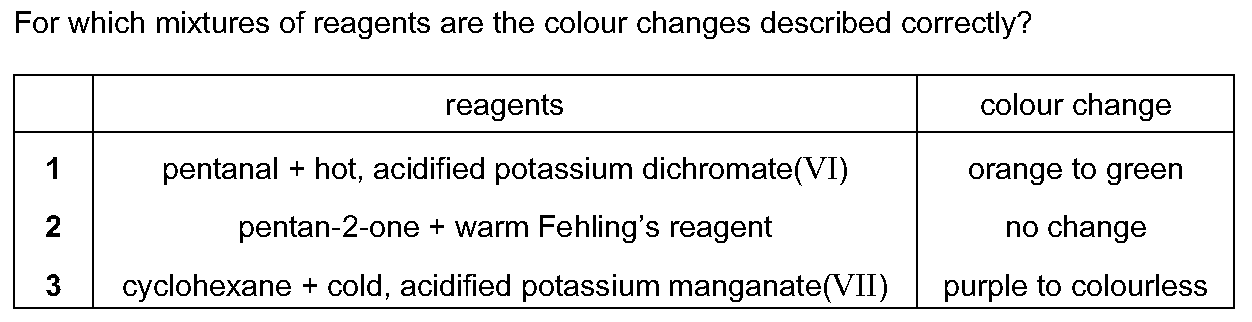 For which mixtures of reagents are the colour changes described correctly?
reagents colour change
1 pentanal + hot, acidified potassium dichromate(VI) orange to green
2 pentan-2-one + warm Fehling’s reagent no change
3 cyclohexane + cold, acidified potassium manganate(VII) purple to colourless